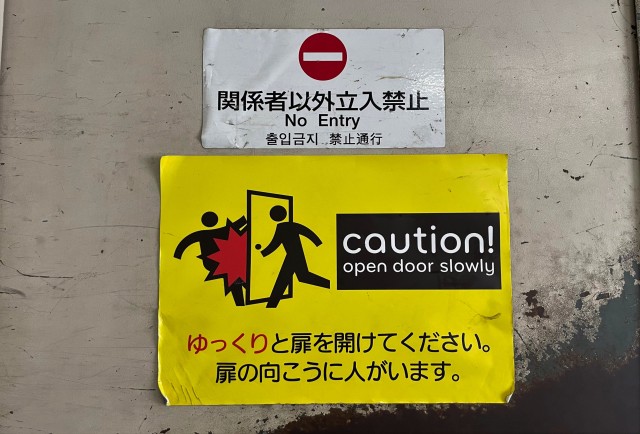 関係者以外立入禁止
No Entry
출입금지 禁止通行
caution!
open door slowly
ゆっくりと扉を開けてください。
扉の向こうに人がいます。